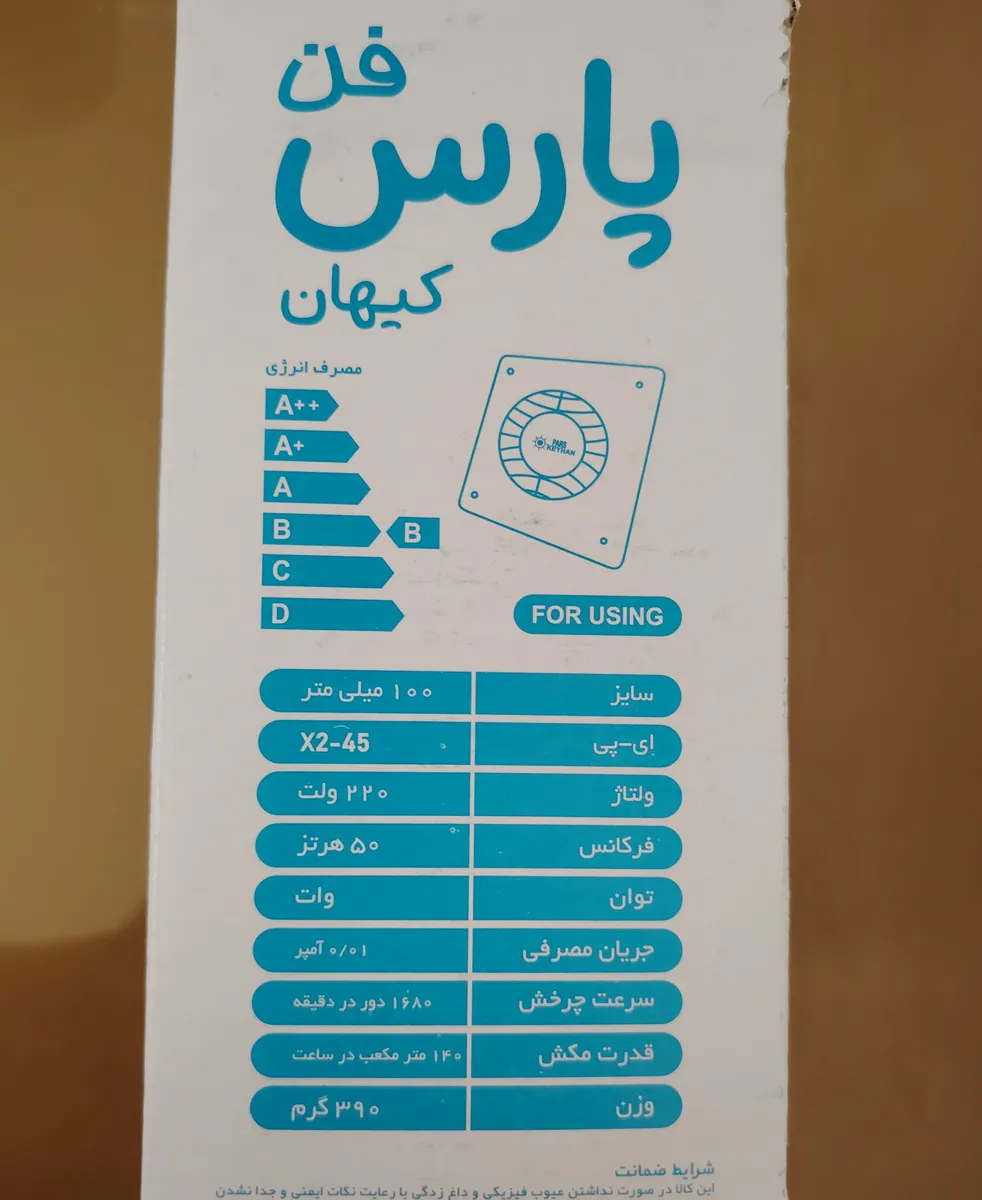 فن
پارس
کیهان
مصرف انرژی
A++
A+
A
B B
C
D
PARS
KEYHAN
FOR USING
سایز ۱۰۰ میلی متر
اِی-پی X2-45
ولتاژ ۲۲۰ ولت
فرکانس ۵۰ هرتز
توان وات
جریان مصرفی ۰/۰۱ آمپر
سرعت چرخش ۱۶۸۰ دور در دقیقه
قدرت مکش ۱۴۰ متر مکعب در ساعت
وزن ۳۹۰ گرم
شرایط ضمانت
این کالا در صورت نداشتن عیوب فیزیکی و داغ زدگی با رعایت نکات ایمنی و جدا نشدن